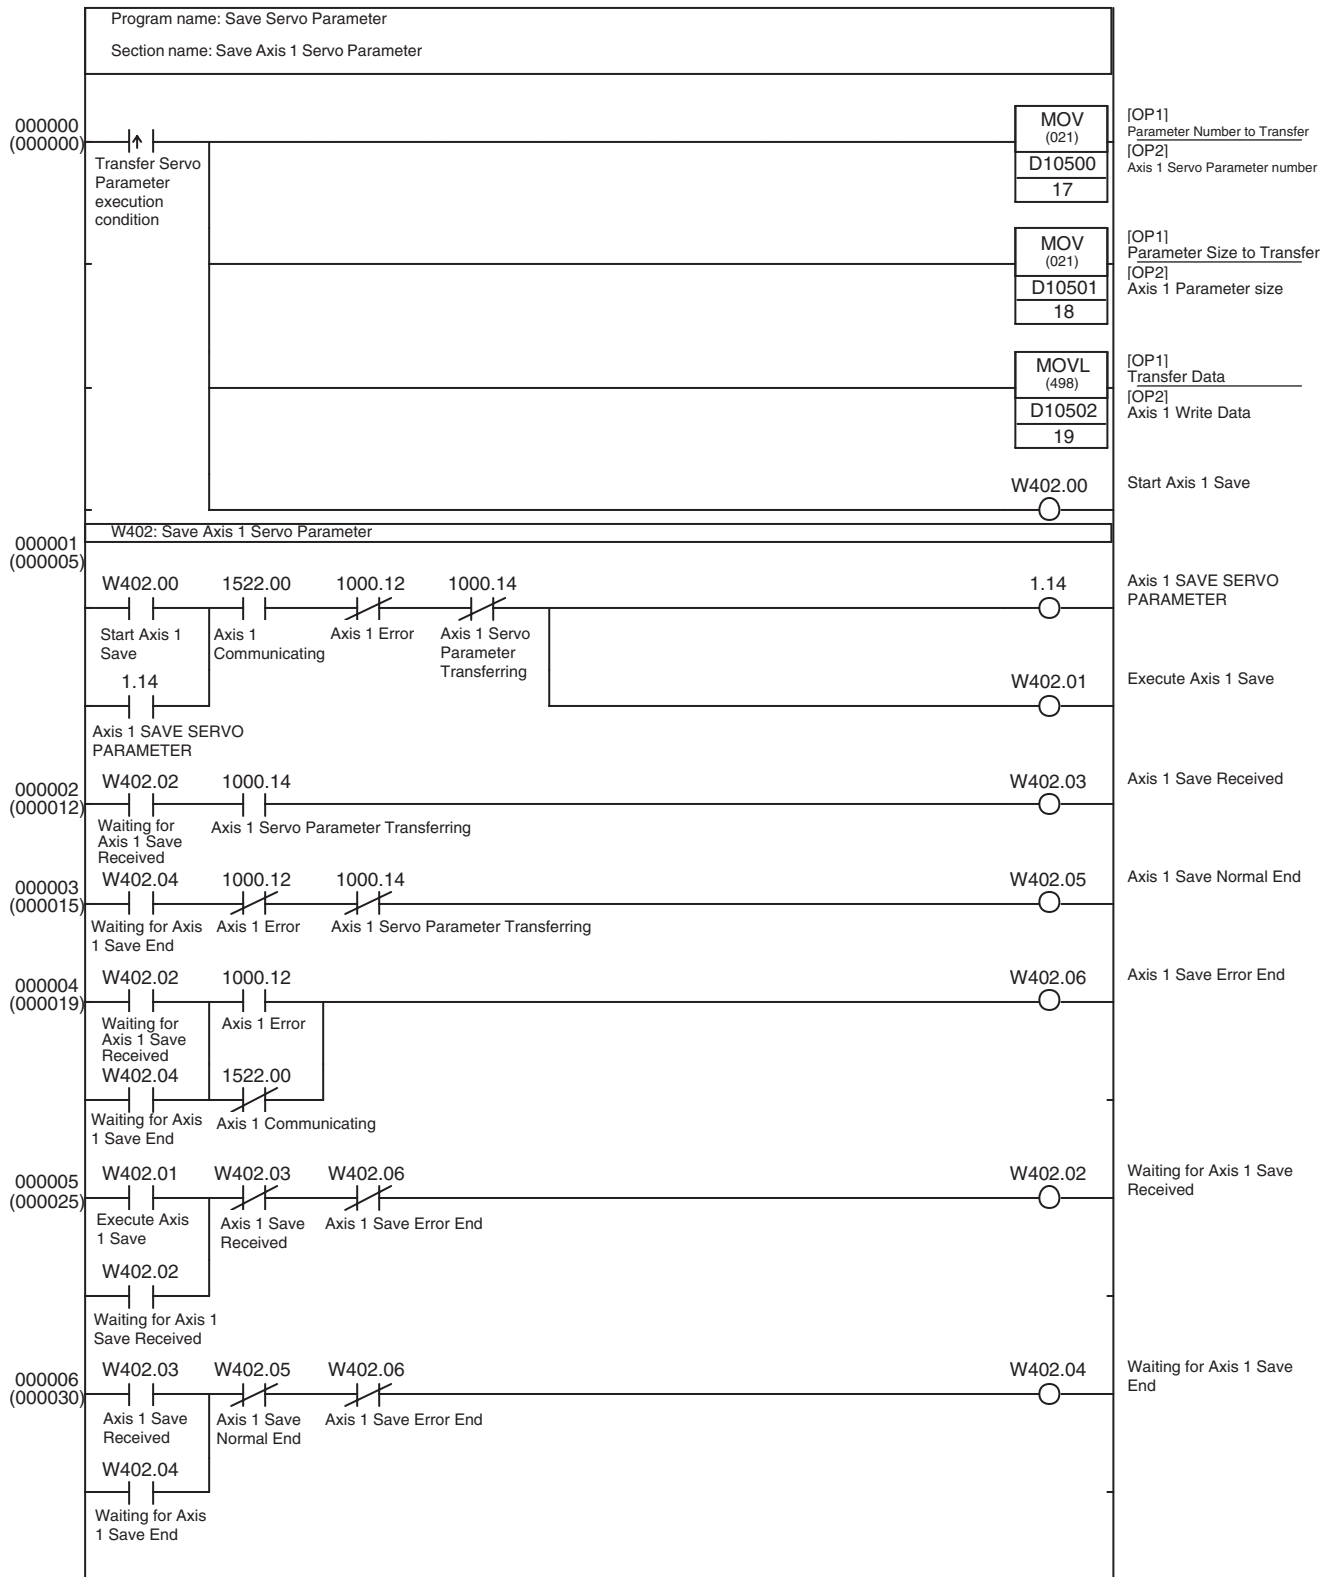 Program name: Save Servo Parameter
Section name: Save Axis 1 Servo Parameter
000000
(000000)
Transfer Servo
Parameter
execution
condition
MOV
(021)
D10500
17
[OP1]
Parameter Number to Transfer
[OP2]
Axis 1 Servo Parameter number
MOV
(021)
D10501
18
[OP1]
Parameter Size to Transfer
[OP2]
Axis 1 Parameter size
MOVL
(498)
D10502
19
[OP1]
Transfer Data
[OP2]
Axis 1 Write Data
W402.00
Start Axis 1 Save
W402: Save Axis 1 Servo Parameter
000001
(000005)
W402.00 1522.00 1000.12 1000.14 1.14
Start Axis 1
Save
Axis 1
Communicating
Axis 1 Error
Axis 1 Servo
Parameter
Transferring
Axis 1 SAVE SERVO
PARAMETER
1.14
Axis 1 SAVE SERVO
PARAMETER
W402.01
Execute Axis 1 Save
000002
(000012)
W402.02 1000.14 W402.03
Waiting for
Axis 1 Save
Received
Axis 1 Servo Parameter Transferring
Axis 1 Save Received
000003
(000015)
W402.04 1000.12 1000.14 W402.05
Waiting for Axis
1 Save End
Axis 1 Error
Axis 1 Servo Parameter Transferring
Axis 1 Save Normal End
000004
(000019)
W402.02 1000.12 W402.06
Waiting for
Axis 1 Save
Received
Axis 1 Error
Axis 1 Save Error End
W402.04 1522.00
Waiting for Axis
1 Save End
Axis 1 Communicating
000005
(000025)
W402.01 W402.03 W402.06 W402.02
Execute Axis
1 Save
Axis 1 Save
Received
Axis 1 Save Error End
Waiting for Axis 1 Save
Received
W402.02
Waiting for Axis 1
Save Received
000006
(000030)
W402.03 W402.05 W402.06 W402.04
Axis 1 Save
Received
Axis 1 Save
Normal End
Axis 1 Save Error End
Waiting for Axis 1 Save
End
W402.04
Waiting for Axis
1 Save End